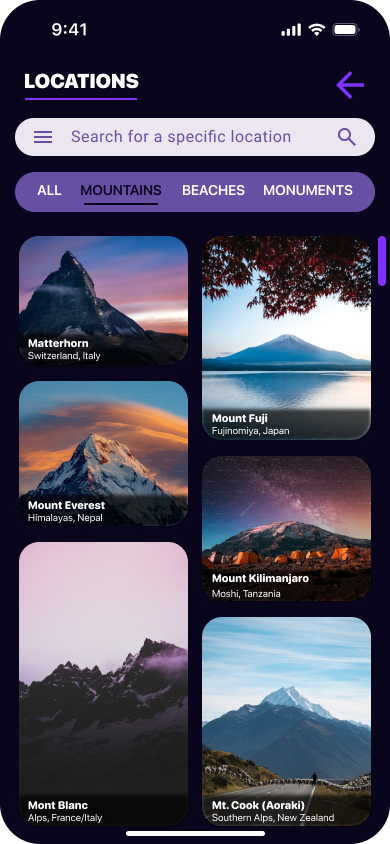 9:41
LOCATIONS
Search for a specific location
ALL MOUNTAINS BEACHES MONUMENTS
Matterhorn
Switzerland, Italy
Mount Fuji
Fujinomiya, Japan
Mount Everest
Himalayas, Nepal
Mount Kilimanjaro
Moshi, Tanzania
Mont Blanc
Alps, France/Italy
Mt. Cook (Aoraki)
Southern Alps, New Zealand